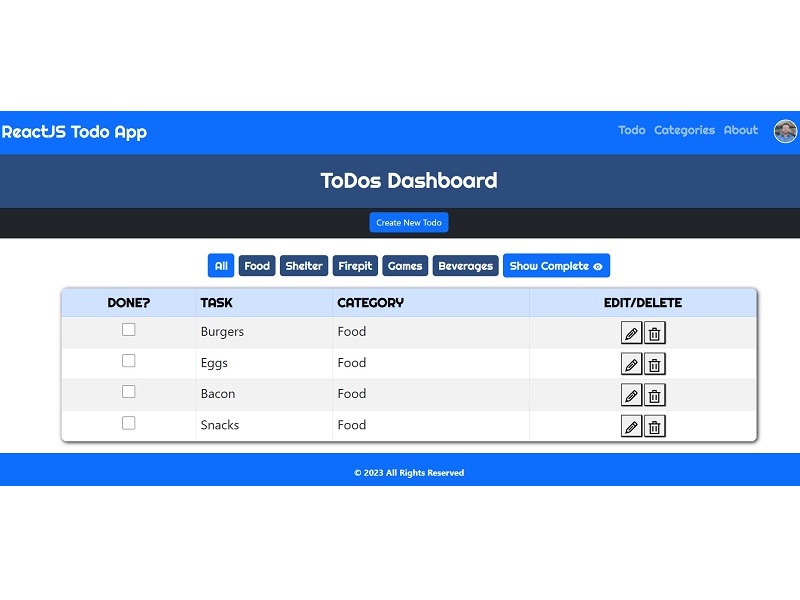 ReactJS Todo App Todo Categories About
ToDos Dashboard
Create New Todo
All Food Shelter Firepit Games Beverages Show Complete
DONE? TASK CATEGORY EDIT/DELETE
Burgers Food
Eggs Food
Bacon Food
Snacks Food
© 2023 All Rights Reserved